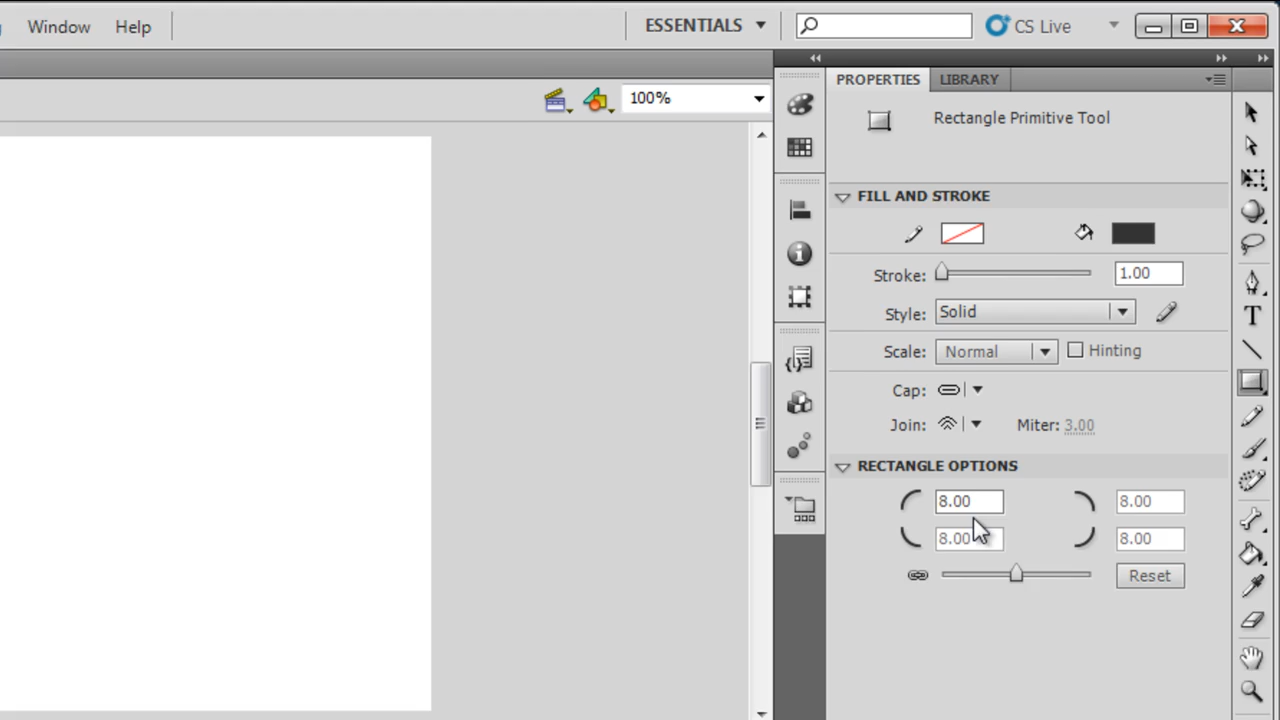 Window Help ESSENTIALS CS Live
PROPERTIES LIBRARY
100%
Rectangle Primitive Tool
FILL AND STROKE
Stroke: 1.00
Style: Solid
Scale: Normal Hinting
Cap:
Join: Miter: 3.00
RECTANGLE OPTIONS
8.00 8.00
8.00 8.00
Reset
T